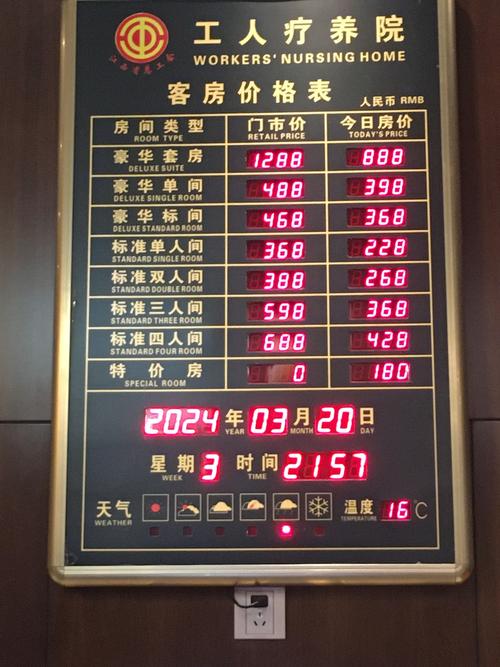 工人疗养院
WORKERS' NURSING HOME
客房价格表
人民币 RMB
房间类型 门市价 今日房价
ROOM TYPE RETAIL PRICE TODAY'S PRICE
豪华套房 1288 888
DELUXE SUITE
豪华单间 488 398
DELUXE SINGLE ROOM
豪华标间 468 368
DELUXE STANDARD ROOM
标准单人间 368 228
STANDARD SINGLE ROOM
标准双人间 388 268
STANDARD DOUBLE ROOM
标准三人间 598 368
STANDARD THREE ROOM
标准四人间 688 428
STANDARD FOUR ROOM
特价房 0 180
SPECIAL ROOM
2024 年 03 月 20 日
YEAR MONTH DAY
星期 3 时间 2157
WEEK TIME
天气 温度 16 °C
WEATHER TEMPERATURE